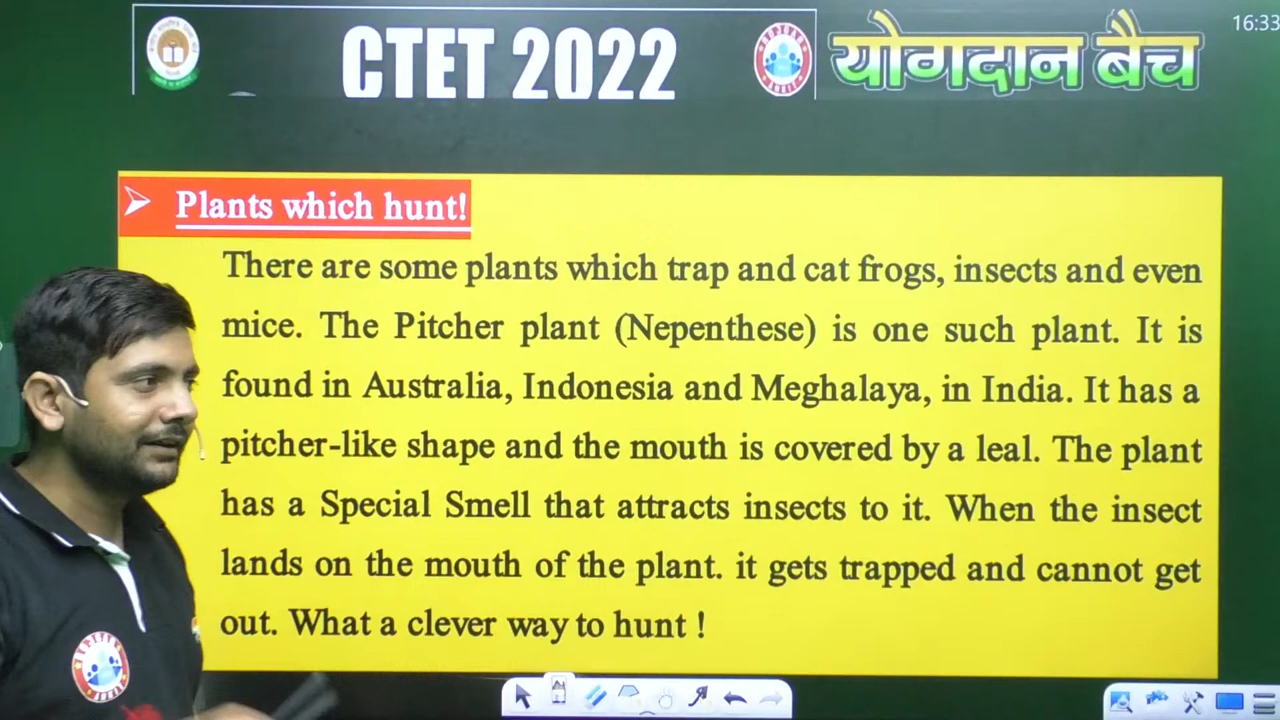 CTET 2022
योगदान बैच
16:33
Plants which hunt!
There are some plants which trap and cat frogs, insects and even
mice. The Pitcher plant (Nepenthese) is one such plant. It is
found in Australia, Indonesia and Meghalaya, in India. It has a
pitcher-like shape and the mouth is covered by a leal. The plant
has a Special Smell that attracts insects to it. When the insect
lands on the mouth of the plant. it gets trapped and cannot get
out. What a clever way to hunt !